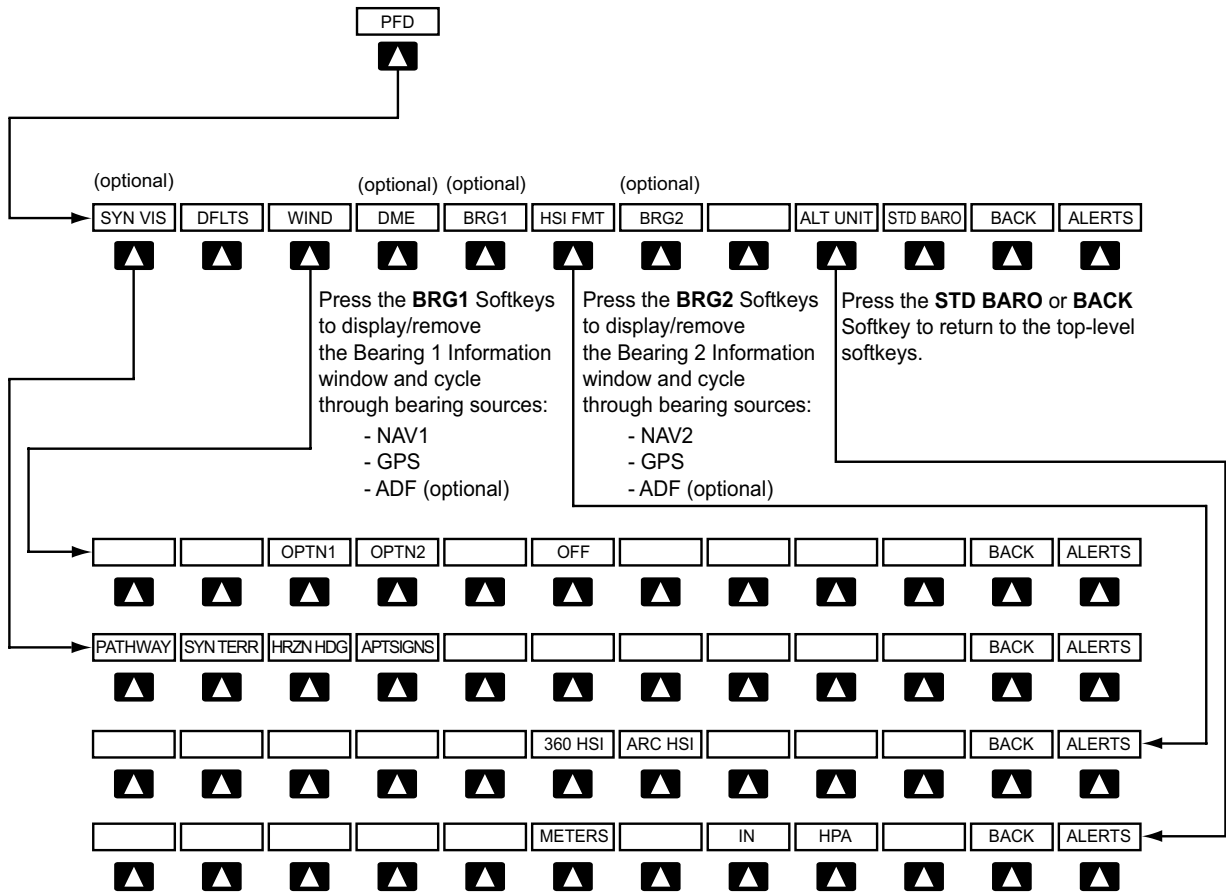 PFD
(optional) (optional) (optional) (optional)
SYN VIS DFLTS WIND DME BRG1 HSI FMT BRG2 ALT UNIT STD BARO BACK ALERTS
Press the BRG1 Softkeys
to display/remove
the Bearing 1 Information
window and cycle
through bearing sources:
- NAV1
- GPS
- ADF (optional)
Press the BRG2 Softkeys
to display/remove
the Bearing 2 Information
window and cycle
through bearing sources:
- NAV2
- GPS
- ADF (optional)
Press the STD BARO or BACK
Softkey to return to the top-level
softkeys.
OPTN1 OPTN2 OFF BACK ALERTS
PATHWAY SYN TERR HRZN HDG APTSIGNS BACK ALERTS
360 HSI ARC HSI BACK ALERTS
METERS IN HPA BACK ALERTS